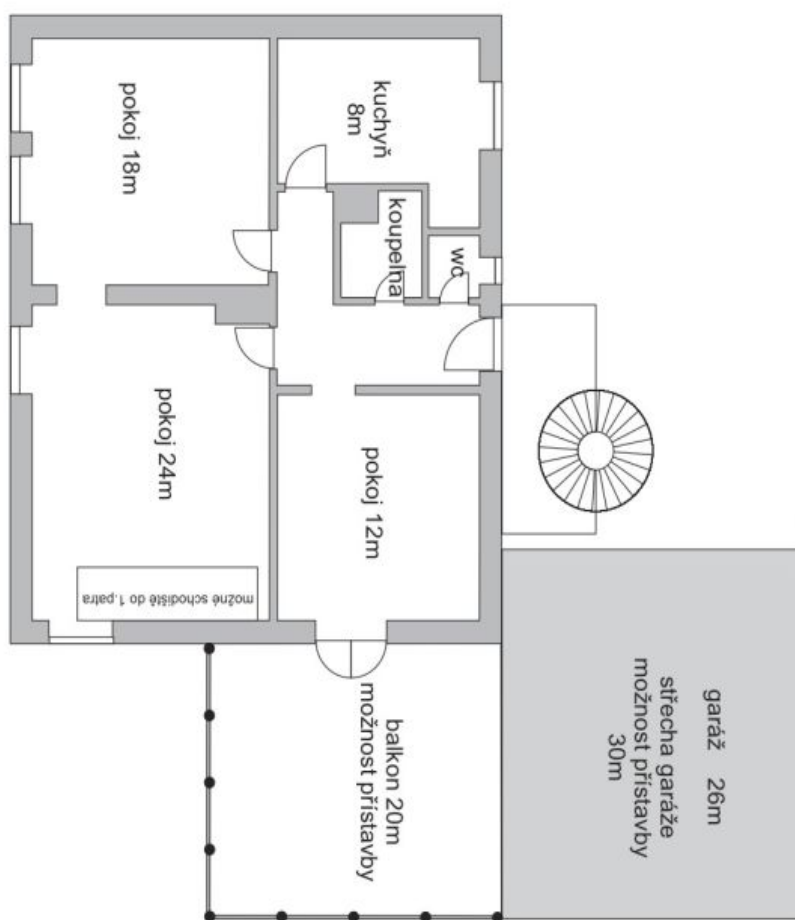 pokoj 18m
kuchyň
8m
koupelna
wc
pokoj 24m
pokoj 12m
možné schodiště do 1.patra
balkon 20m
možnost přístavby
garáž 26m
střecha garáže
možnost přístavby
30m